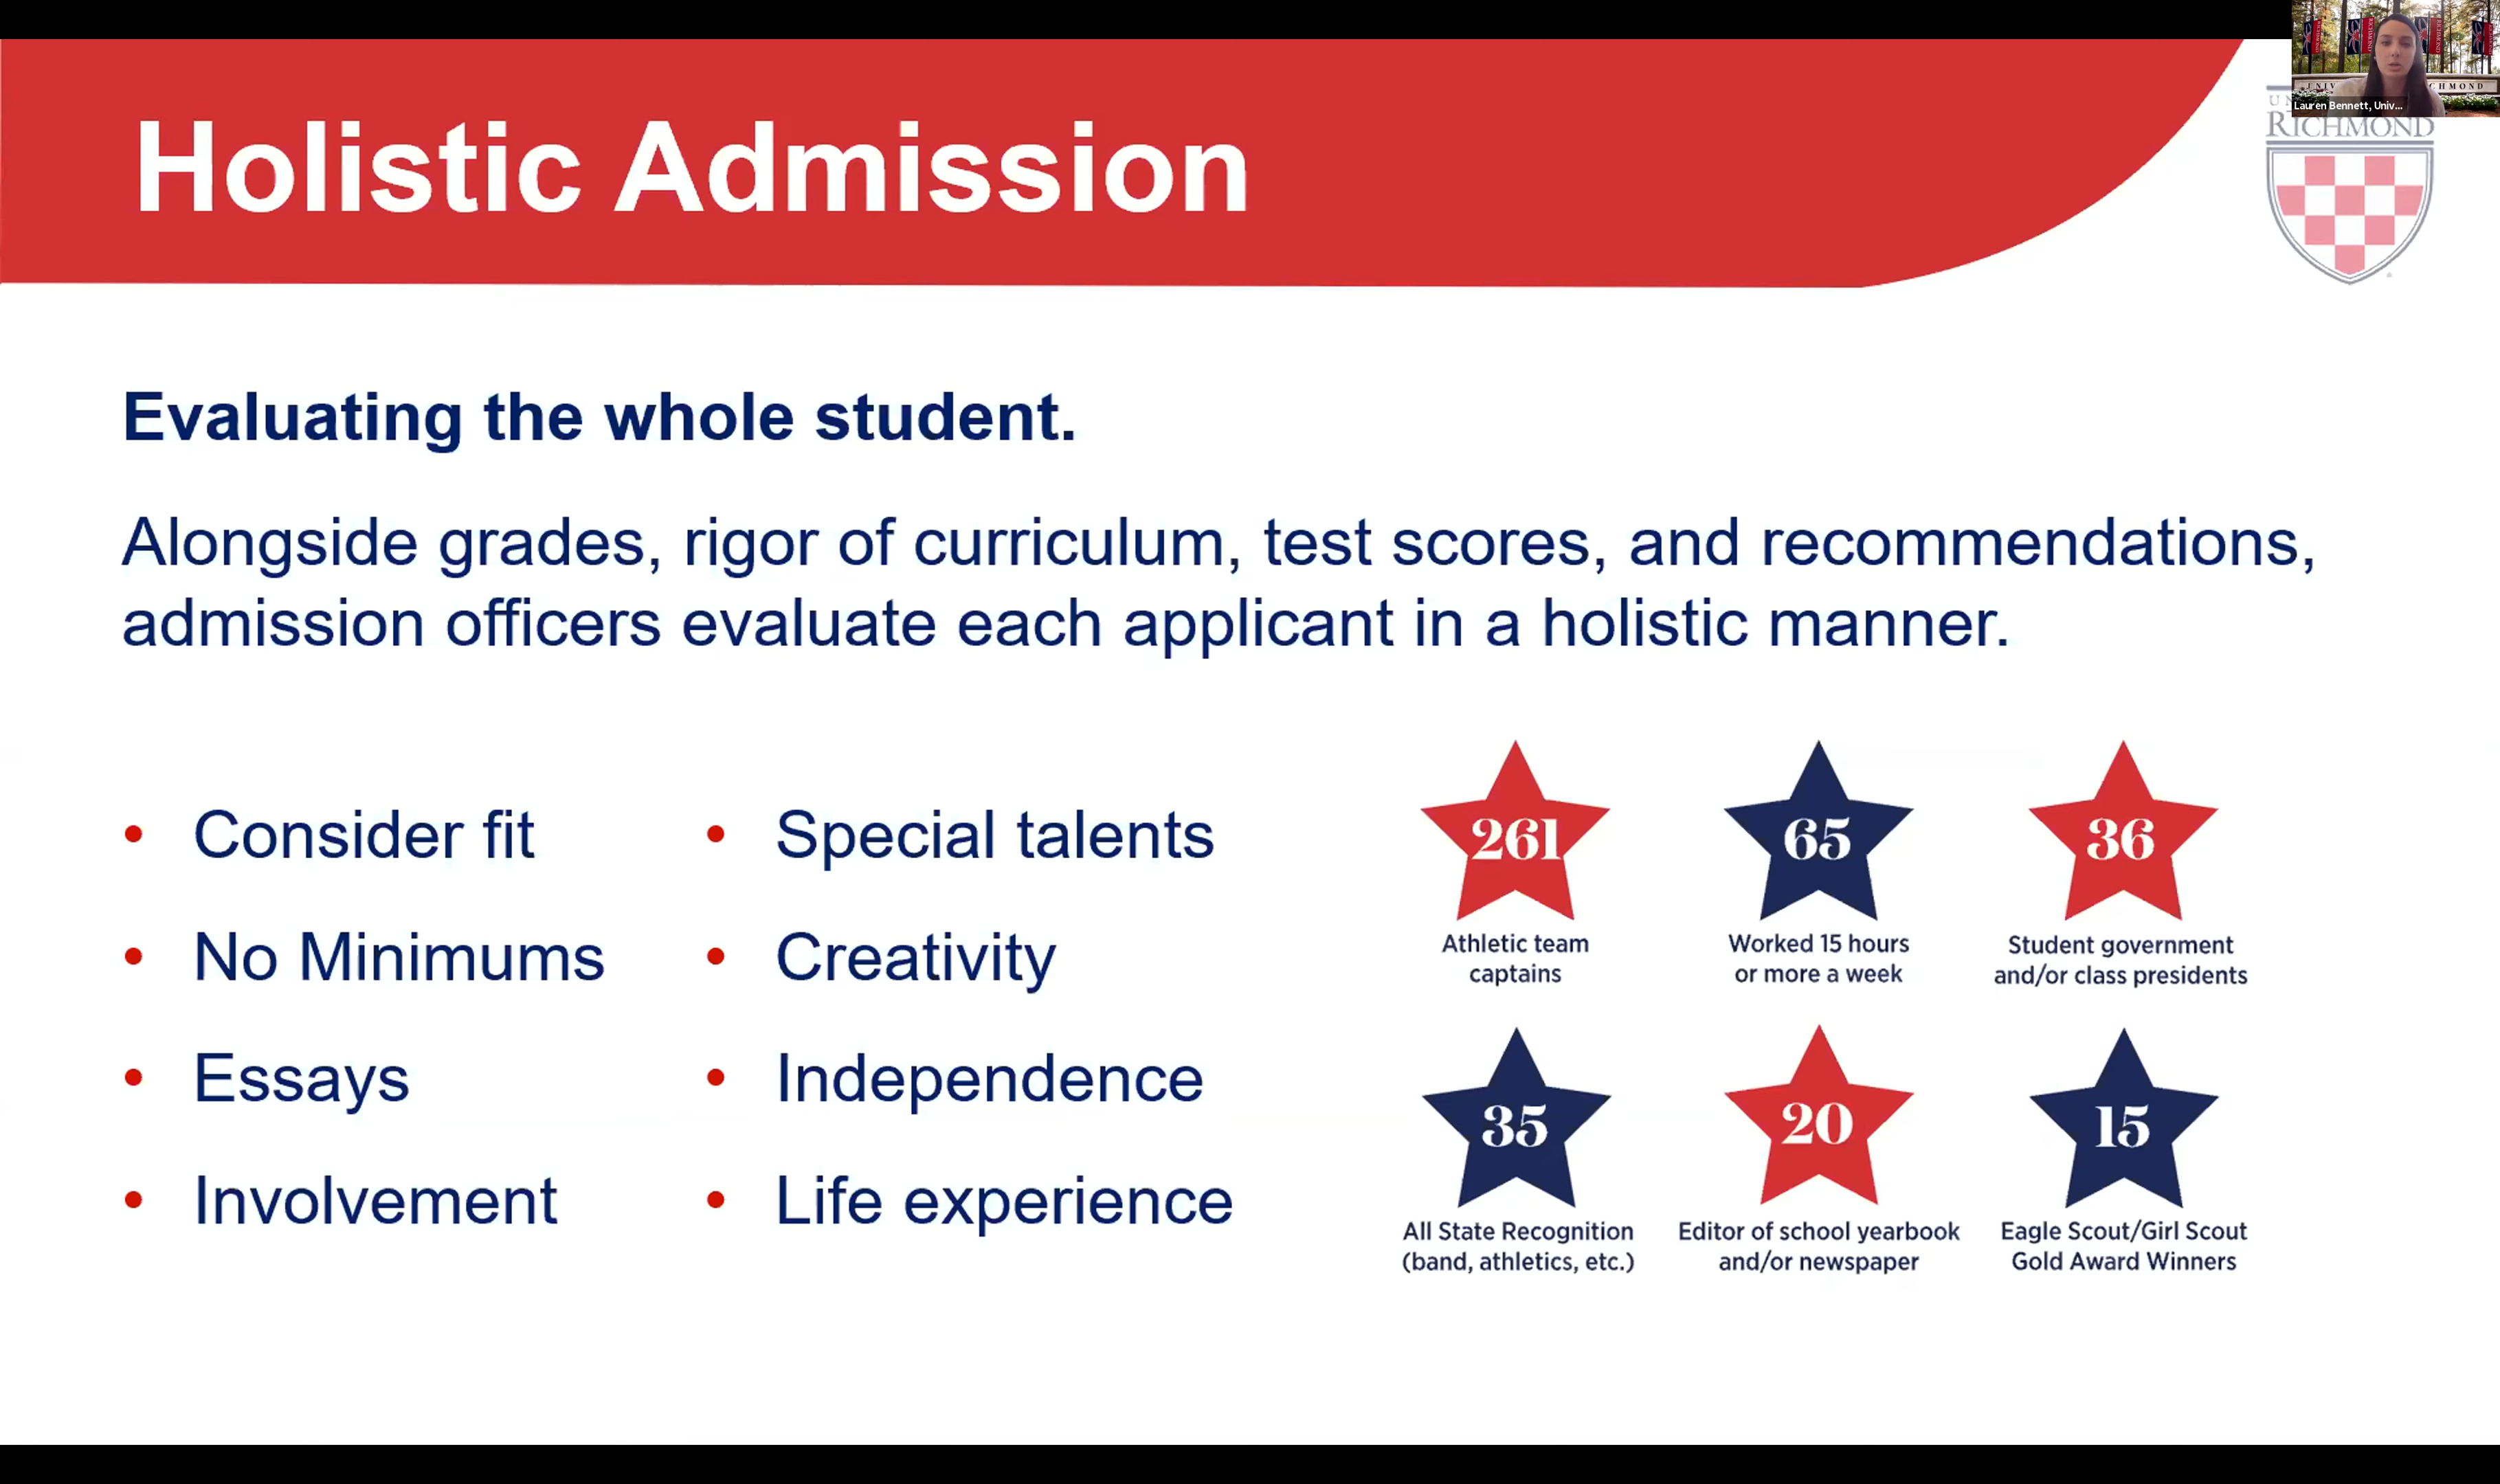 Holistic Admission
Lauren Bennett, Univ...
RICHMOND
Evaluating the whole student.
Alongside grades, rigor of curriculum, test scores, and recommendations,
admission officers evaluate each applicant in a holistic manner.
• Consider fit
• No Minimums
• Essays
• Involvement
• Special talents
• Creativity
• Independence
• Life experience
261
Athletic team
captains
65
Worked 15 hours
or more a week
36
Student government
and/or class presidents
35
All State Recognition
(band, athletics, etc.)
20
Editor of school yearbook
and/or newspaper
15
Eagle Scout/Girl Scout
Gold Award Winners